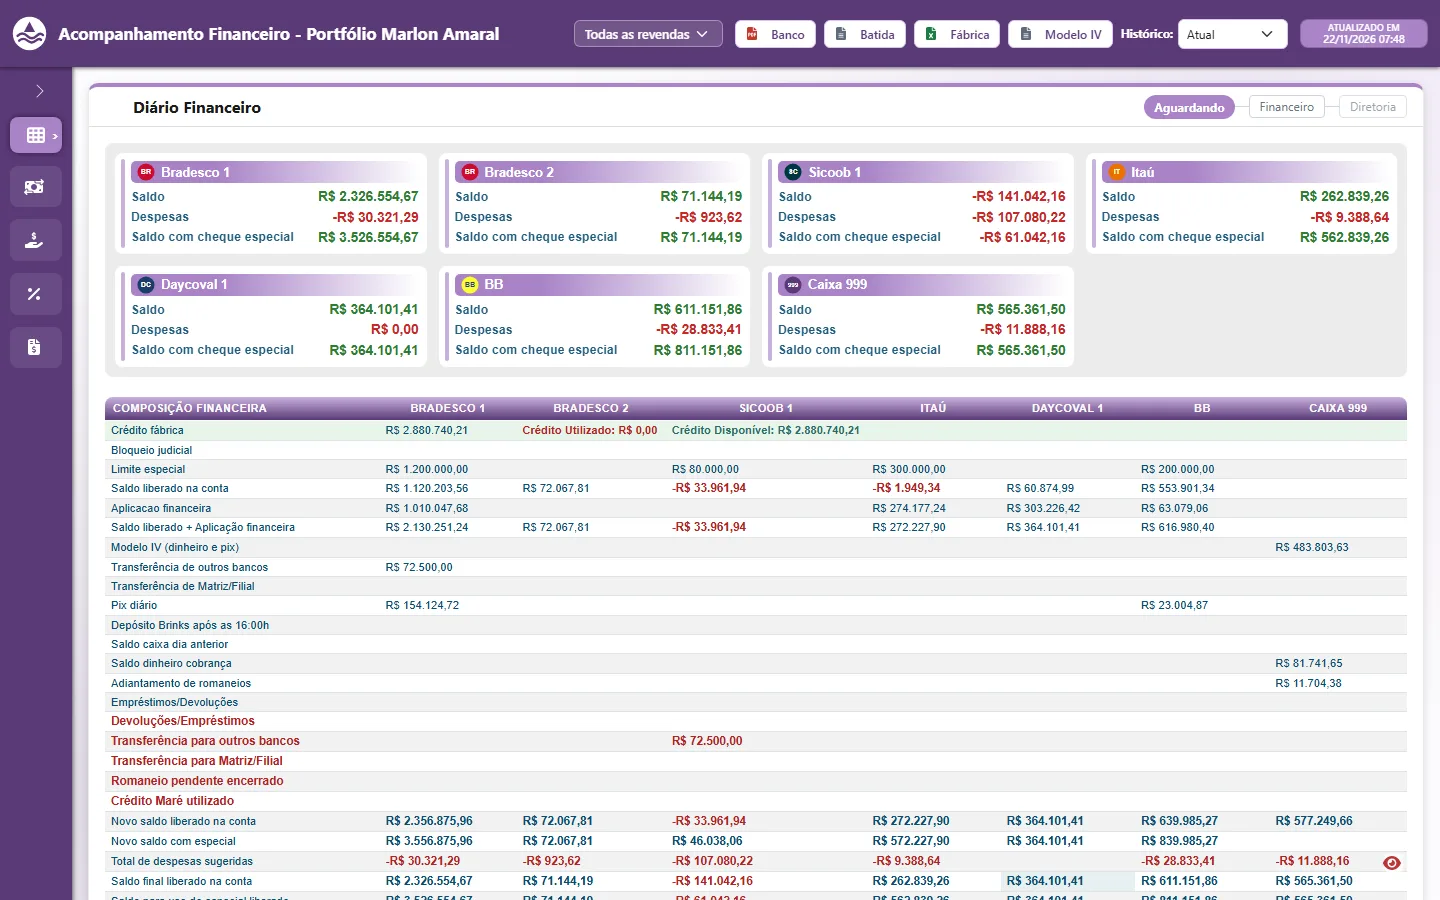 Acompanhamento Financeiro - Portfólio Marlon Amaral
Todas as revendas
Banco
Batida
Fábrica
Modelo IV
Histórico:
Atual
ATUALIZADO EM
22/11/2026 07:48
Diário Financeiro
Aguardando
Financeiro
Diretoria
BR Bradesco 1
Saldo R$ 2.326.554,67
Despesas -R$ 30.321,29
Saldo com cheque especial R$ 3.526.554,67
BR Bradesco 2
Saldo R$ 71.144,19
Despesas -R$ 923,62
Saldo com cheque especial R$ 71.144,19
SC Sicoob 1
Saldo -R$ 141.042,16
Despesas -R$ 107.080,22
Saldo com cheque especial -R$ 61.042,16
IT Itaú
Saldo R$ 262.839,26
Despesas -R$ 9.388,64
Saldo com cheque especial R$ 562.839,26
DC Daycoval 1
Saldo R$ 364.101,41
Despesas R$ 0,00
Saldo com cheque especial R$ 364.101,41
BB BB
Saldo R$ 611.151,86
Despesas -R$ 28.833,41
Saldo com cheque especial R$ 811.151,86
999 Caixa 999
Saldo R$ 565.361,50
Despesas -R$ 11.888,16
Saldo com cheque especial R$ 565.361,50
COMPOSIÇÃO FINANCEIRA BRADESCO 1 BRADESCO 2 SICOOB 1 ITAÚ DAYCOVAL 1 BB CAIXA 999
Crédito fábrica R$ 2.880.740,21 Crédito Utilizado: R$ 0,00 Crédito Disponível: R$ 2.880.740,21
Bloqueio judicial
Limite especial R$ 1.200.000,00 R$ 80.000,00 R$ 300.000,00 R$ 200.000,00
Saldo liberado na conta R$ 1.120.203,56 R$ 72.067,81 -R$ 33.961,94 -R$ 1.949,34 R$ 60.874,99 R$ 553.901,34
Aplicacao financeira R$ 1.010.047,68 R$ 274.177,24 R$ 303.226,42 R$ 63.079,06
Saldo liberado + Aplicação financeira R$ 2.130.251,24 R$ 72.067,81 -R$ 33.961,94 R$ 272.227,90 R$ 364.101,41 R$ 616.980,40
Modelo IV (dinheiro e pix) R$ 483.803,63
Transferência de outros bancos R$ 72.500,00
Transferência de Matriz/Filial
Pix diário R$ 154.124,72 R$ 23.004,87
Depósito Brinks após as 16:00h
Saldo caixa dia anterior
Saldo dinheiro cobrança R$ 81.741,65
Adiantamento de romaneios R$ 11.704,38
Empréstimos/Devoluções
Devoluções/Empréstimos
Transferência para outros bancos R$ 72.500,00
Transferência para Matriz/Filial
Romaneio pendente encerrado
Crédito Maré utilizado
Novo saldo liberado na conta R$ 2.356.875,96 R$ 72.067,81 -R$ 33.961,94 R$ 272.227,90 R$ 364.101,41 R$ 639.985,27 R$ 577.249,66
Novo saldo com especial R$ 3.556.875,96 R$ 72.067,81 R$ 46.038,06 R$ 572.227,90 R$ 364.101,41 R$ 839.985,27
Total de despesas sugeridas -R$ 30.321,29 -R$ 923,62 -R$ 107.080,22 -R$ 9.388,64 -R$ 28.833,41 -R$ 11.888,16
Saldo final liberado na conta R$ 2.326.554,67 R$ 71.144,19 -R$ 141.042,16 R$ 262.839,26 R$ 364.101,41 R$ 611.151,86 R$ 565.361,50